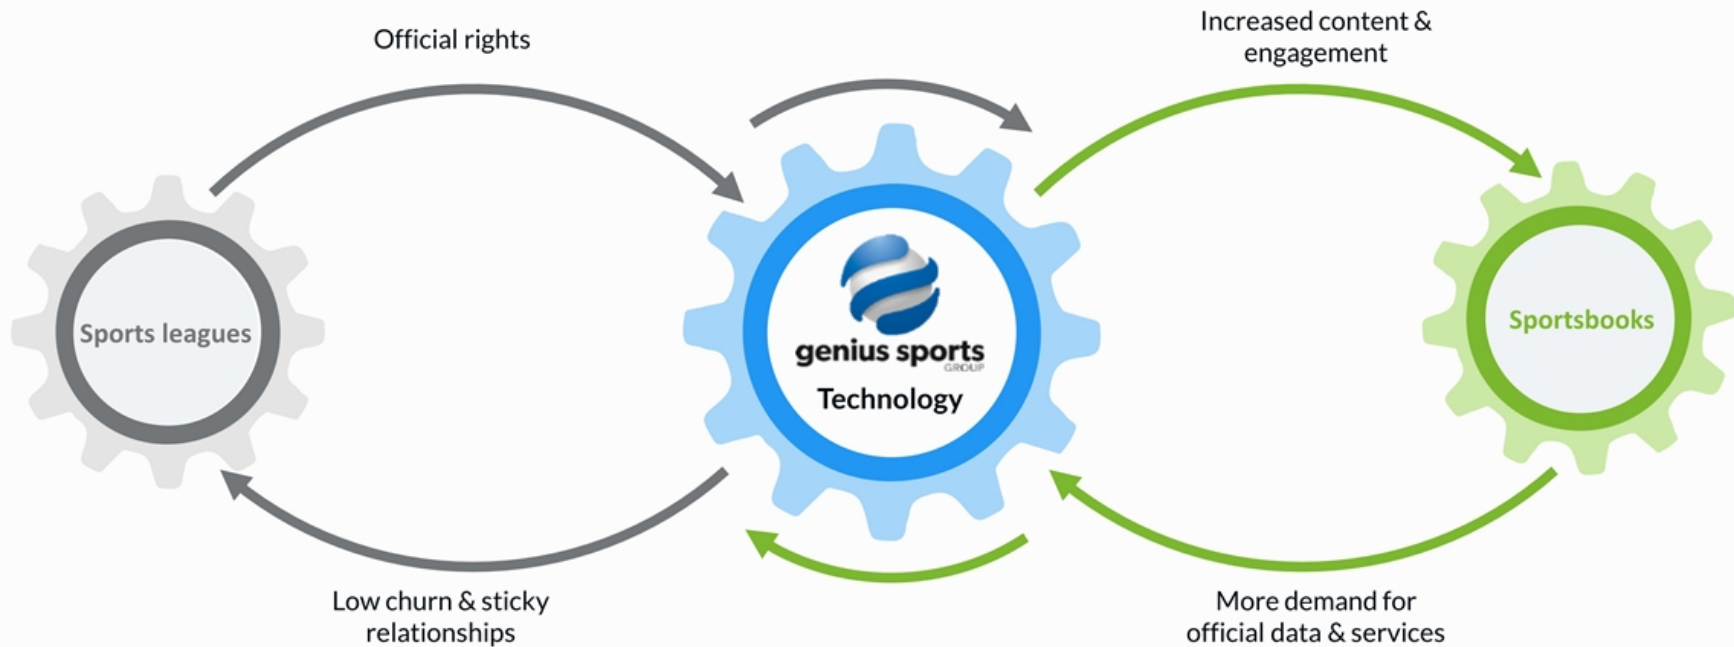 Official rights
Increased content &
engagement
Sports leagues
genius sports
GROUP
Technology
Sportsbooks
Low churn & sticky
relationships
More demand for
official data & services